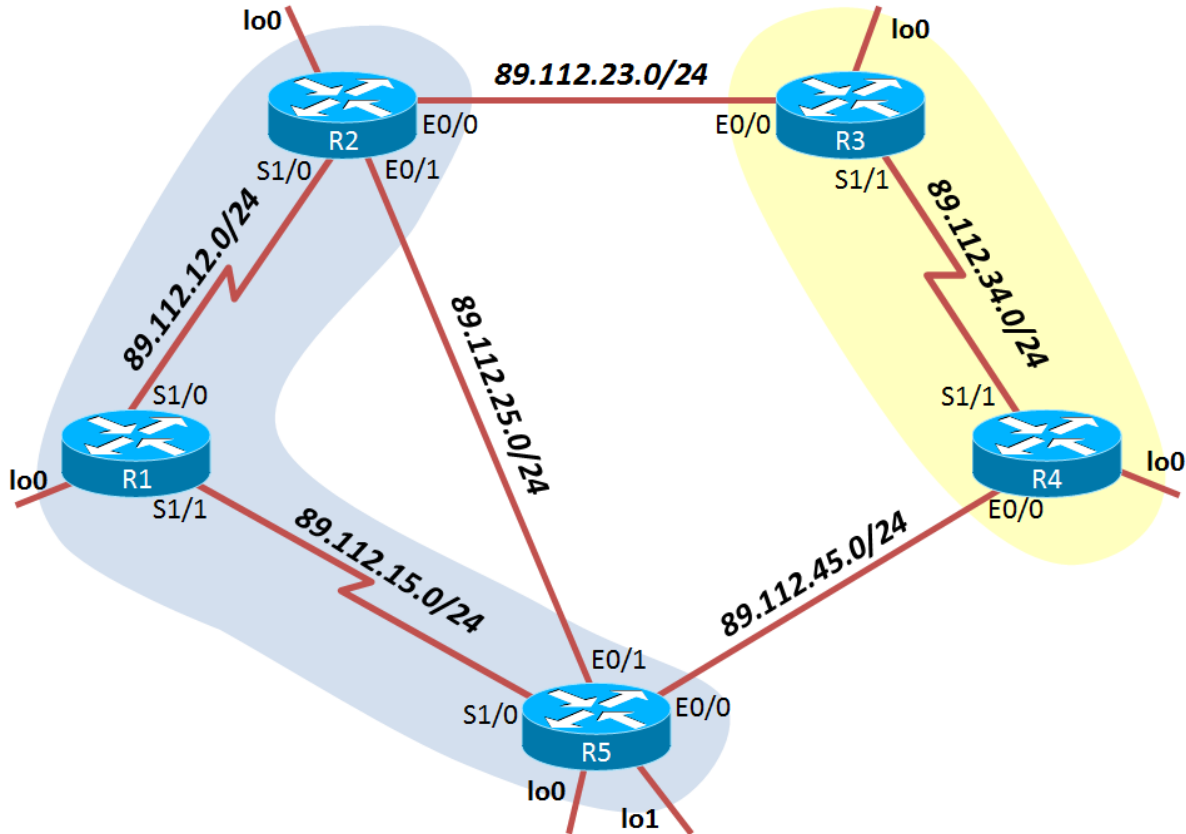 lo0
lo0
89.112.23.0/24
R2
E0/0
E0/0
R3
S1/0
E0/1
S1/1
89.112.12.0/24
89.112.34.0/24
89.112.25.0/24
S1/0
S1/1
R1
lo0
S1/1
R4
lo0
E0/0
89.112.15.0/24
89.112.45.0/24
E0/1
S1/0
E0/0
R5
lo0
lo1